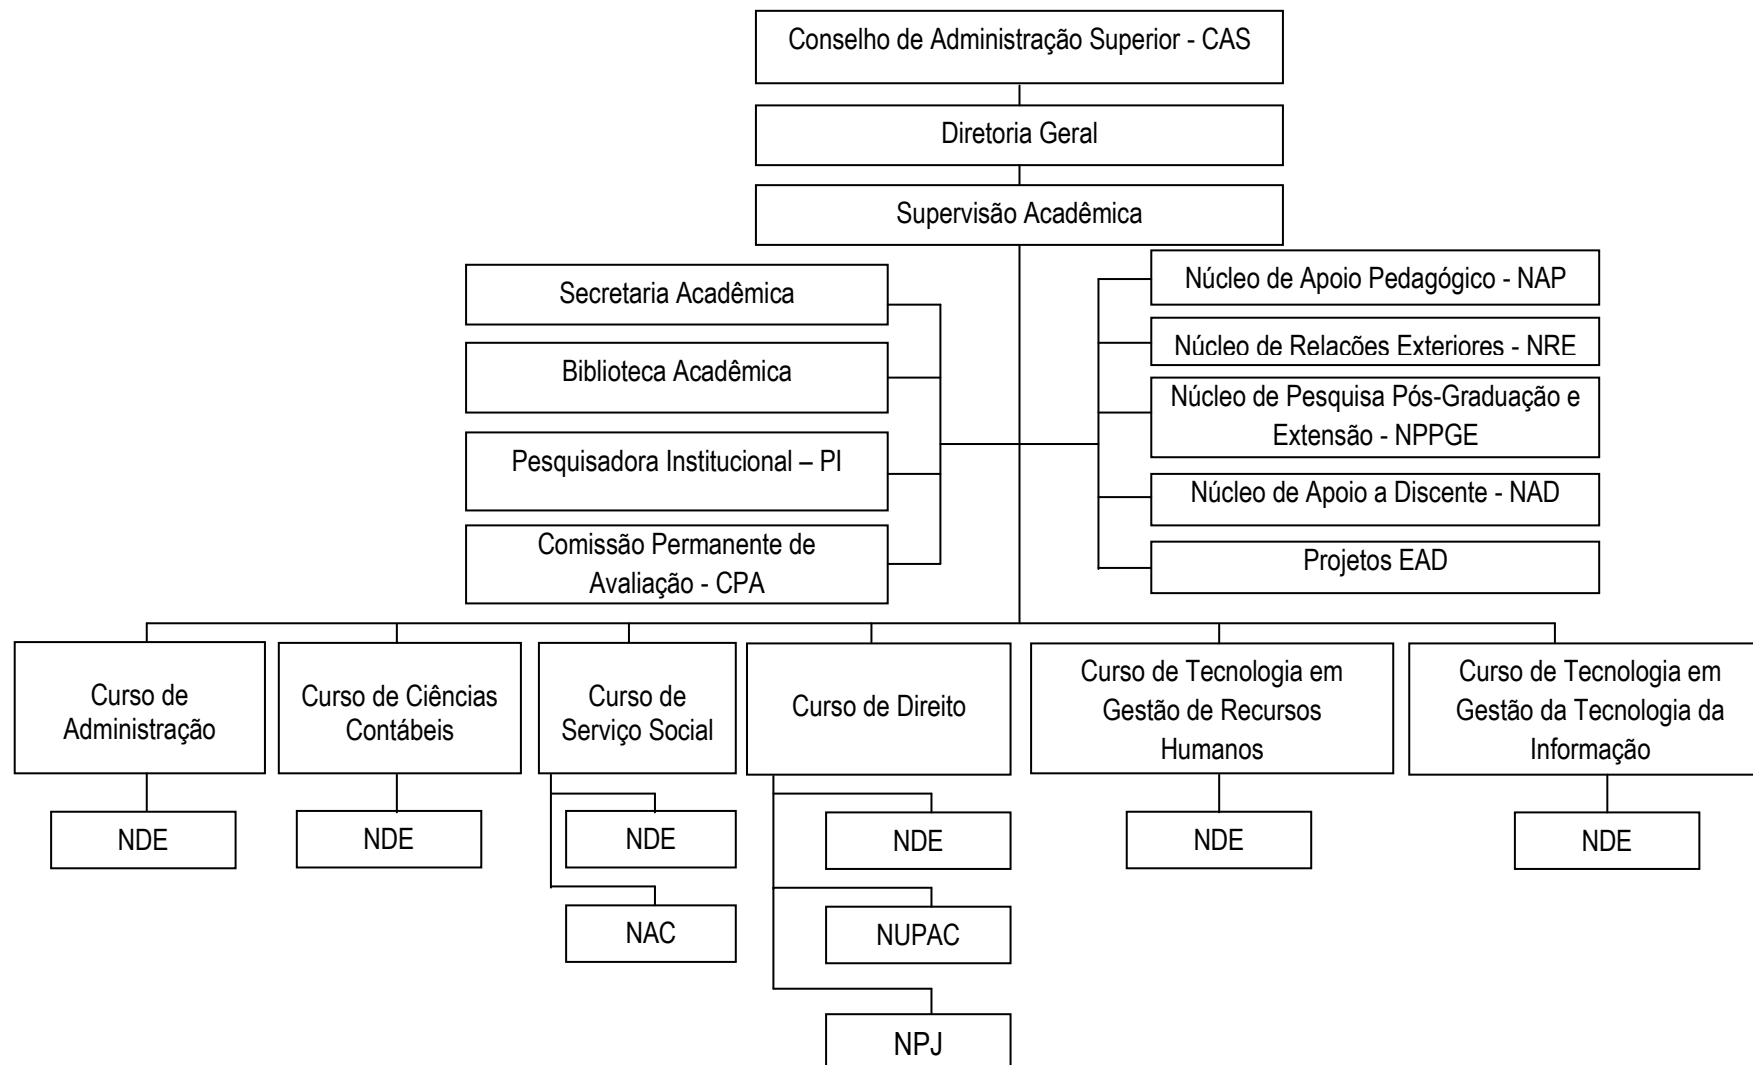 Conselho de Administração Superior - CAS
Diretoria Geral
Supervisão Acadêmica
Secretaria Acadêmica
Biblioteca Acadêmica
Pesquisadora Institucional – PI
Comissão Permanente de
Avaliação - CPA
Núcleo de Apoio Pedagógico - NAP
Núcleo de Relações Exteriores - NRE
Núcleo de Pesquisa Pós-Graduação e
Extensão - NPPGE
Núcleo de Apoio a Discente - NAD
Projetos EAD
Curso de
Administração
Curso de Ciências
Contábeis
Curso de
Serviço Social
Curso de Direito
Curso de Tecnologia em
Gestão de Recursos
Humanos
Curso de Tecnologia em
Gestão da Tecnologia da
Informação
NDE
NDE
NDE
NDE
NDE
NDE
NAC
NUPAC
NPJ